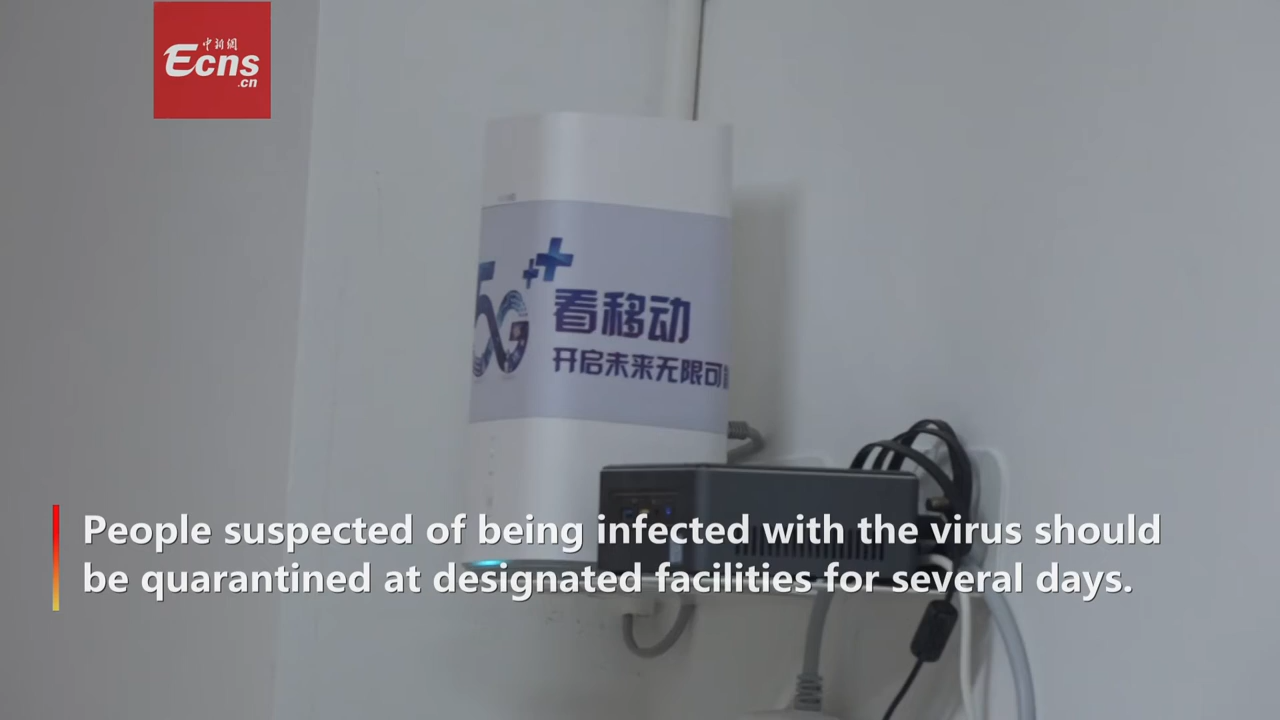 中新網
Ecns
.cn
5G++
看移动
开启未来无限可
People suspected of being infected with the virus should
be quarantined at designated facilities for several days.